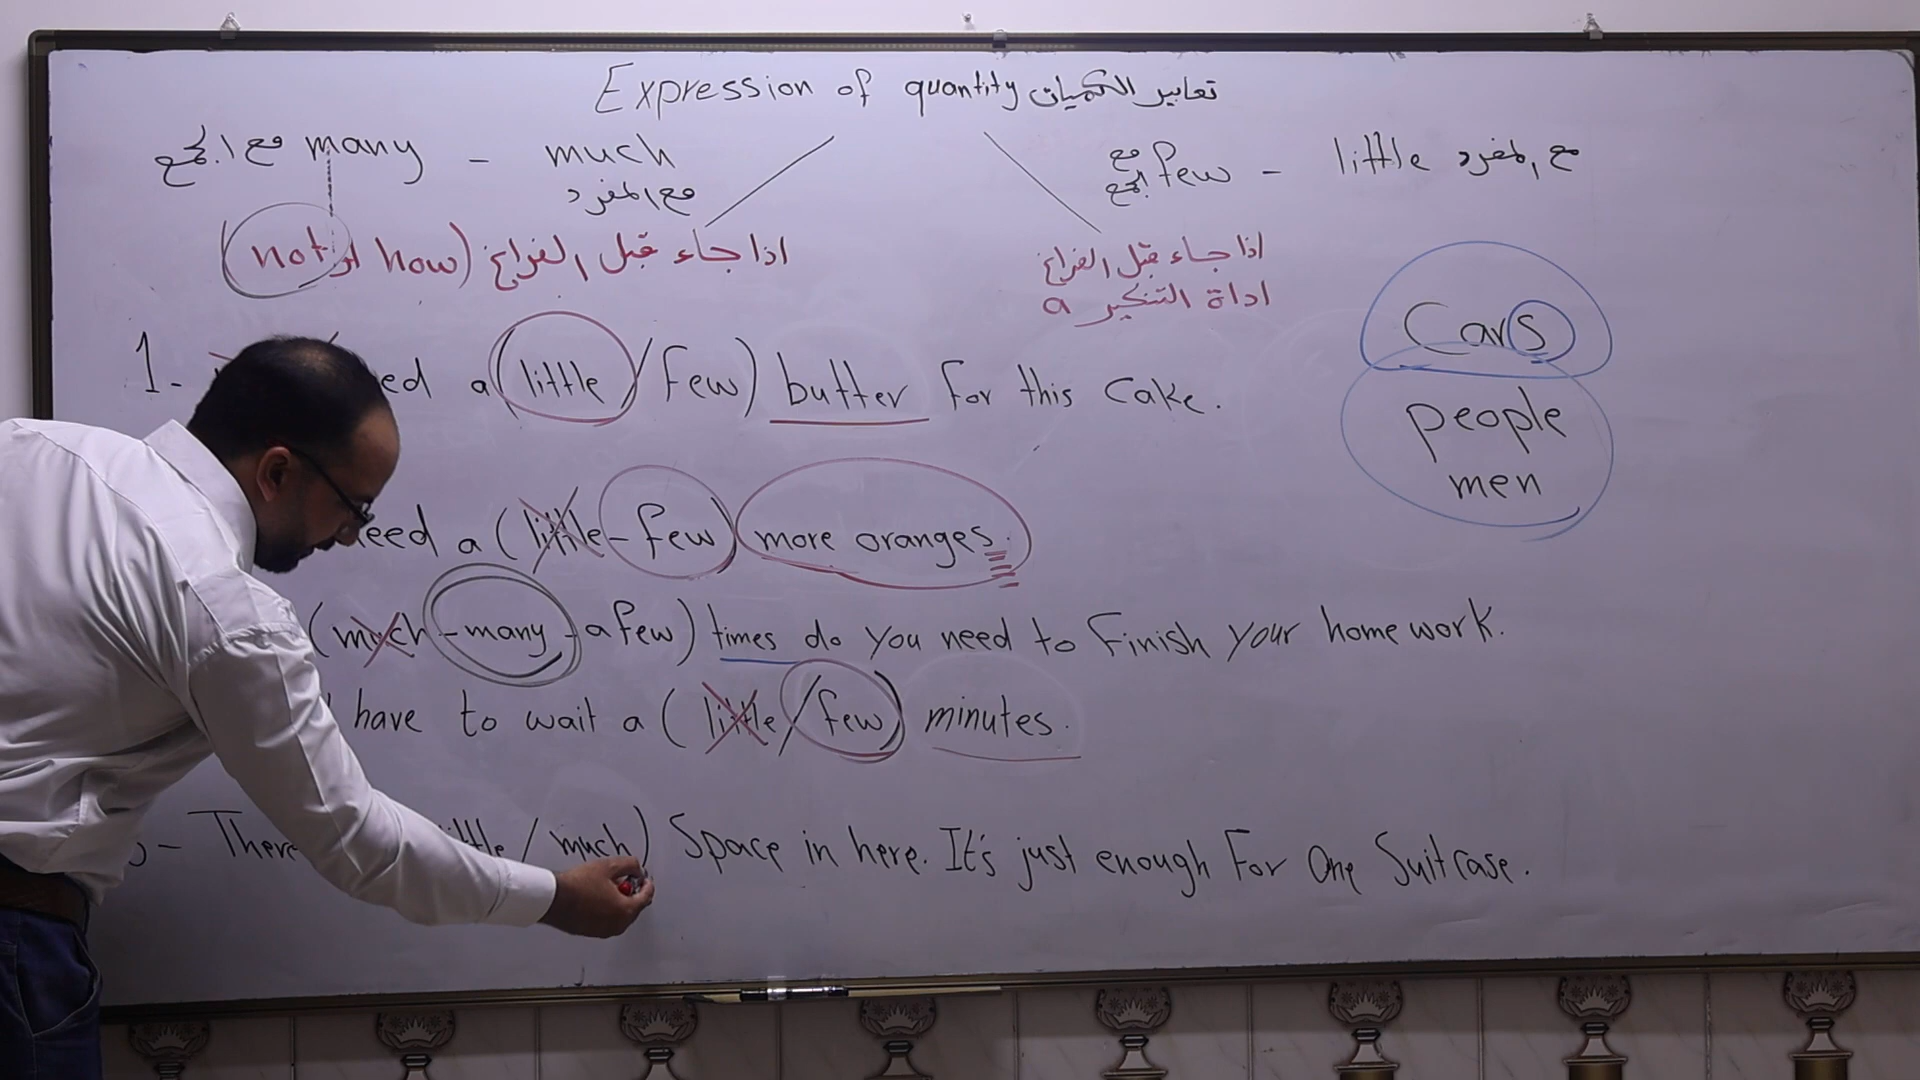 Expression of quantity تعابير الكميات
مع الجمع many - much
مع المفرد
مع الجمع few - little مع المفرد
(not or how) اذا جاء قبل الفراغ
اذا جاء قبل الفراغ
اداة التنكير a
Cars
people
men
1- ed a (little / few) butter for this cake.
eed a (little - few) more oranges.
(much - many - a few) times do you need to finish your home work.
have to wait a (little / few) minutes.
- There ittle / much) Space in here. It's just enough For One Suitcase.